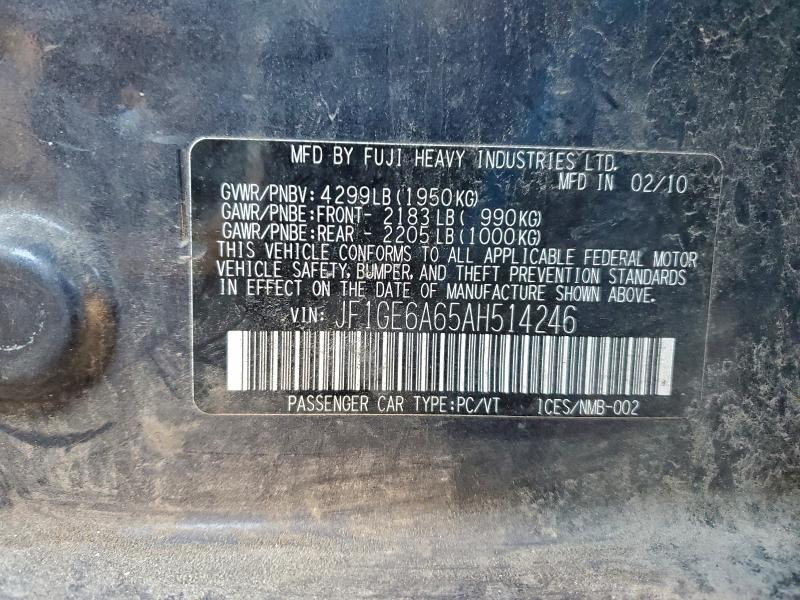 MFD BY FUJI HEAVY INDUSTRIES LTD.
MFD IN 02/10
GVWR/PNBV: 4299LB(1950KG)
GAWR/PNBE:FRONT- 2183LB( 990KG)
GAWR/PNBE:REAR - 2205LB(1000KG)
THIS VEHICLE CONFORMS TO ALL APPLICABLE FEDERAL MOTOR
VEHICLE SAFETY, BUMPER, AND THEFT PREVENTION STANDARDS
IN EFFECT ON THE DATE OF MANUFACTURE SHOWN ABOVE.
VIN: JF1GE6A65AH514246
PASSENGER CAR TYPE:PC/VT 1CES/NMB-002